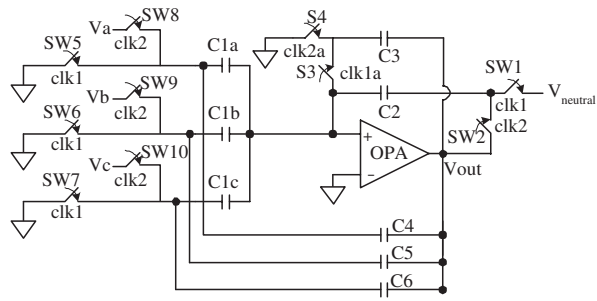 S4
Va SW8
clk2a C3
SW5 clk2 C1a
clk1 S3 clk1a SW1
Vb SW9 C2 clk1 V neutral
SW6 clk2 C1b clk2
clk1 + SW2
Vc SW10 OPA
SW7 clk2 C1c - Vout
clk1
C4
C5
C6